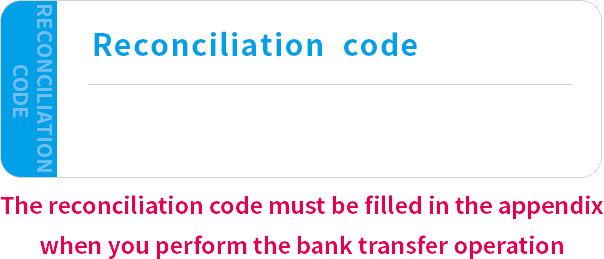 RECONCILIATION
CODE
Reconciliation code
The reconciliation code must be filled in the appendix
when you perform the bank transfer operation